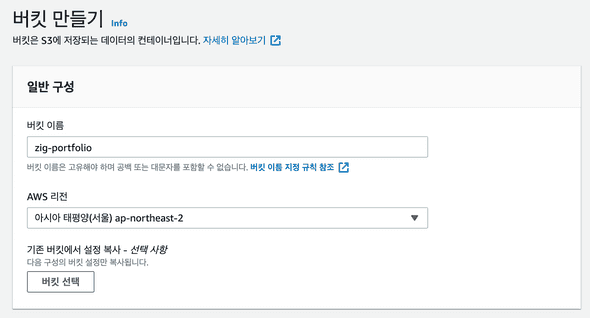 버킷 만들기 Info
버킷은 S3에 저장되는 데이터의 컨테이너입니다. 자세히 알아보기
일반 구성
버킷 이름
zig-portfolio
버킷 이름은 고유해야 하며 공백 또는 대문자를 포함할 수 없습니다. 버킷 이름 지정 규칙 참조
AWS 리전
아시아 태평양(서울) ap-northeast-2
기존 버킷에서 설정 복사 - 선택 사항
다음 구성의 버킷 설정만 복사됩니다.
버킷 선택